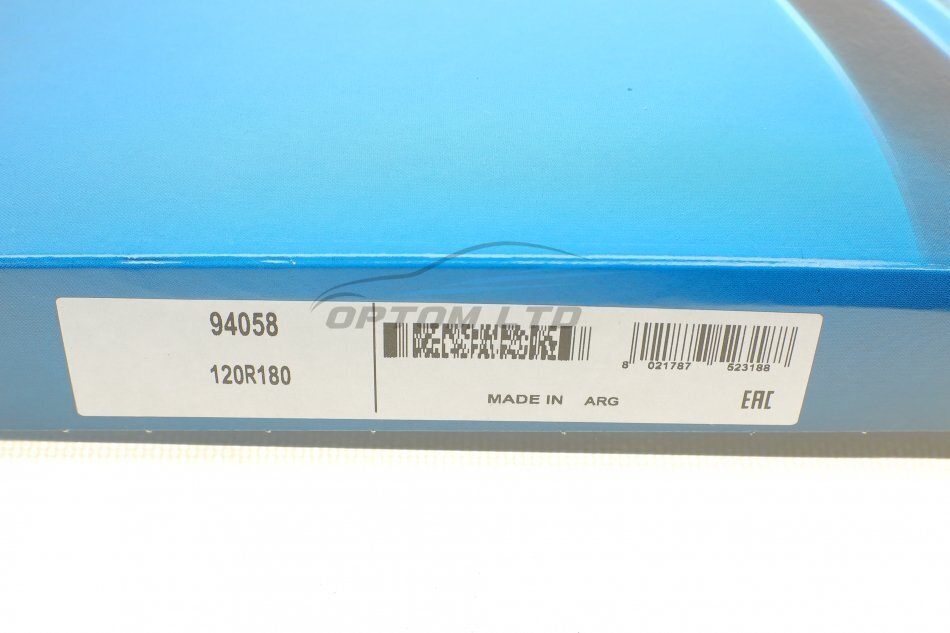 94058
120R180
OPTOM LTD
8 021787 523188
MADE IN ARG
EAC